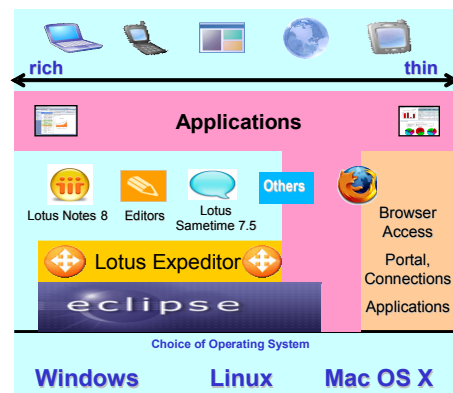 rich thin
Applications
Others
Lotus Notes 8 Editors Lotus Sametime 7.5
Browser
Access
Lotus Expeditor
Portal,
Connections
eclipse
Applications
Choice of Operating System
Windows Linux Mac OS X